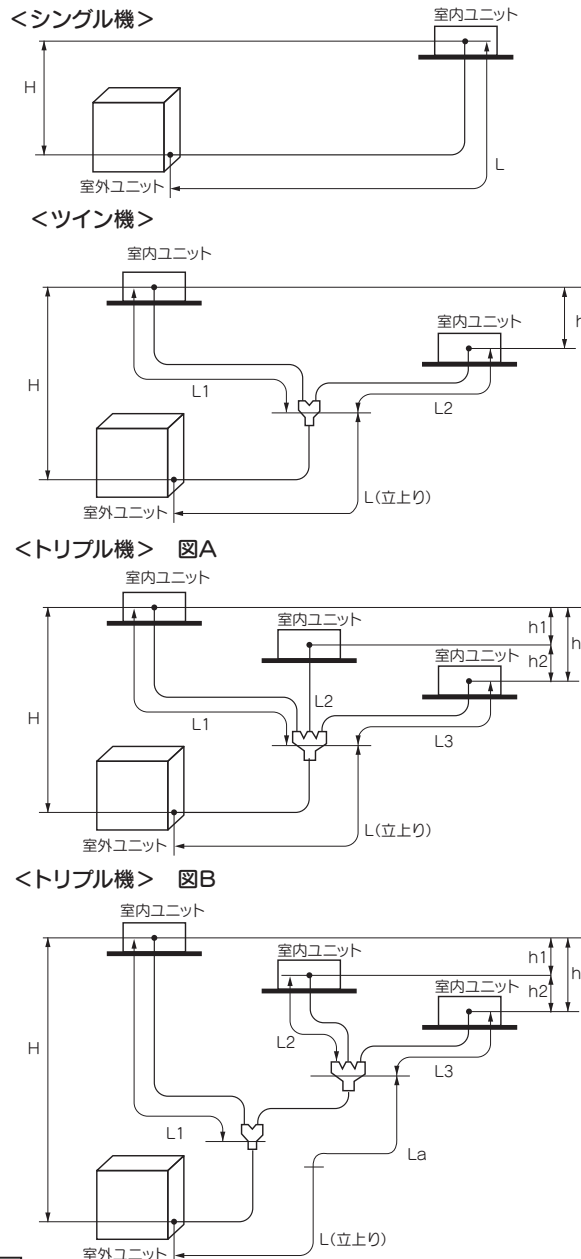 <シングル機>
室内ユニット
H
L
室外ユニット
<ツイン機>
室内ユニット
h
室内ユニット
H
L1
L2
L(立上り)
室外ユニット
<トリプル機> 図A
室内ユニット
室内ユニット
h1
h
室内ユニット
h2
H
L2
L1
L3
L(立上り)
室外ユニット
<トリプル機> 図B
室内ユニット
室内ユニット
h1
h
室内ユニット
h2
H
L2
L3
L1
La
L(立上り)
室外ユニット